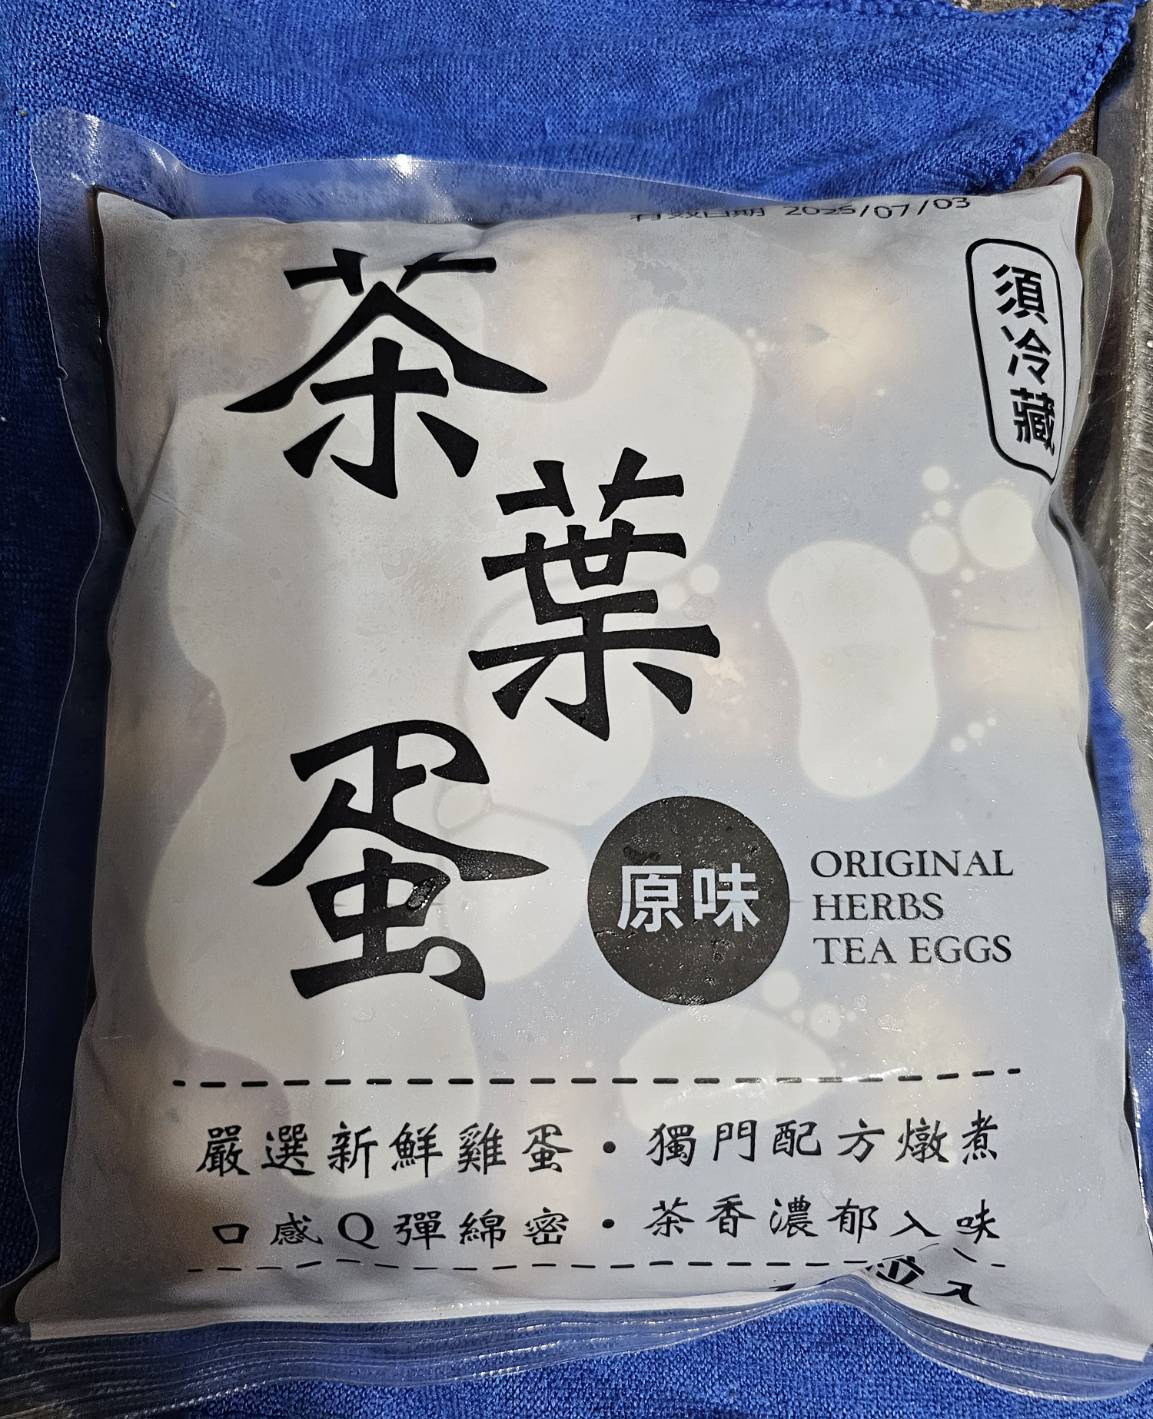 有效日期 2025/07/03
須冷藏
茶葉蛋
原味
ORIGINAL
HERBS
TEA EGGS
嚴選新鮮雞蛋・獨門配方燉煮
口感Q彈綿密・茶香濃郁入味
粒入